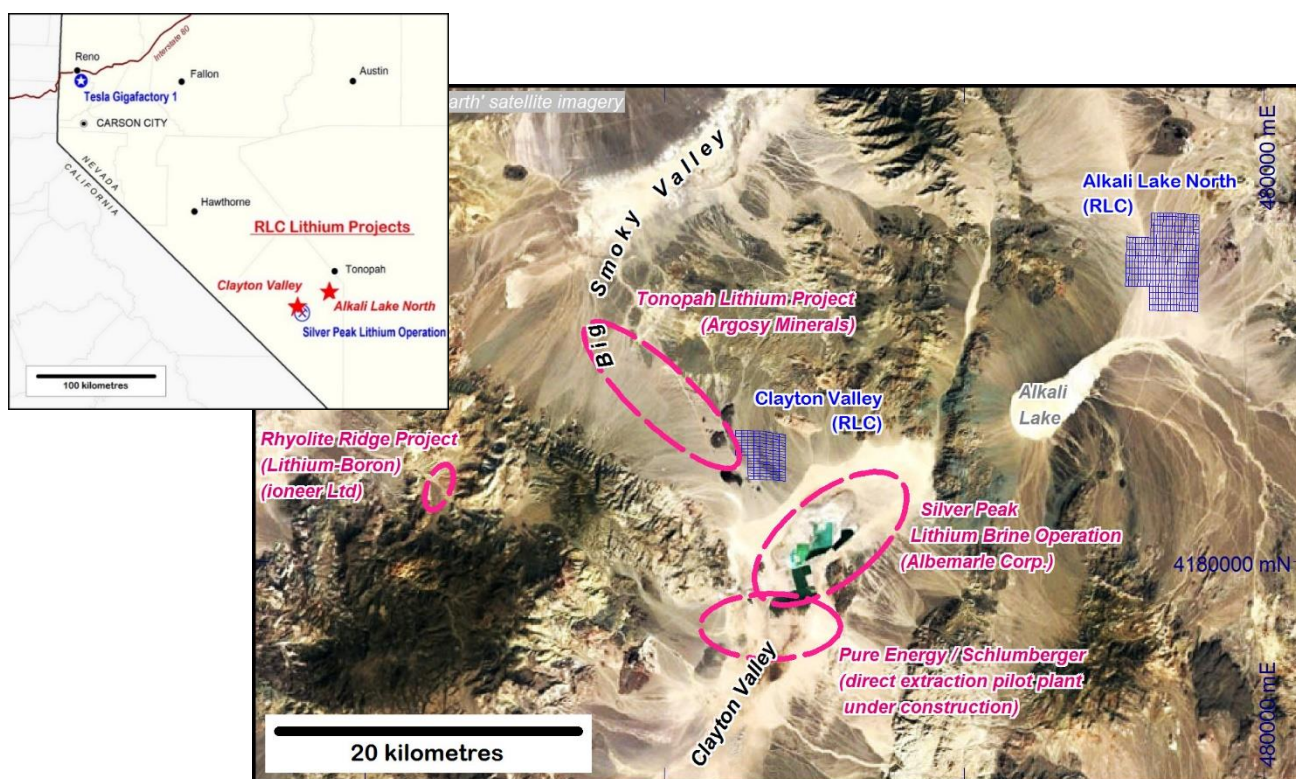 Reno
Interstate 80
Tesla Gigafactory 1
Fallon
Austin
CARSON CITY
NEVADA
CALIFORNIA
Hawthorne
RLC Lithium Projects
Tonopah
Clayton Valley
Alkali Lake North
Silver Peak Lithium Operation
100 kilometres
arth' satellite imagery
Big Smoky Valley
480000 mE
Alkali Lake North
(RLC)
Tonopah Lithium Project
(Argosy Minerals)
Alkali
Lake
Clayton Valley
(RLC)
Rhyolite Ridge Project
(Lithium-Boron)
(ioneer Ltd)
Silver Peak
Lithium Brine Operation
(Albemarle Corp.)
4180000 mN
Pure Energy / Schlumberger
(direct extraction pilot plant
under construction)
Clayton Valley
480000 mE
20 kilometres